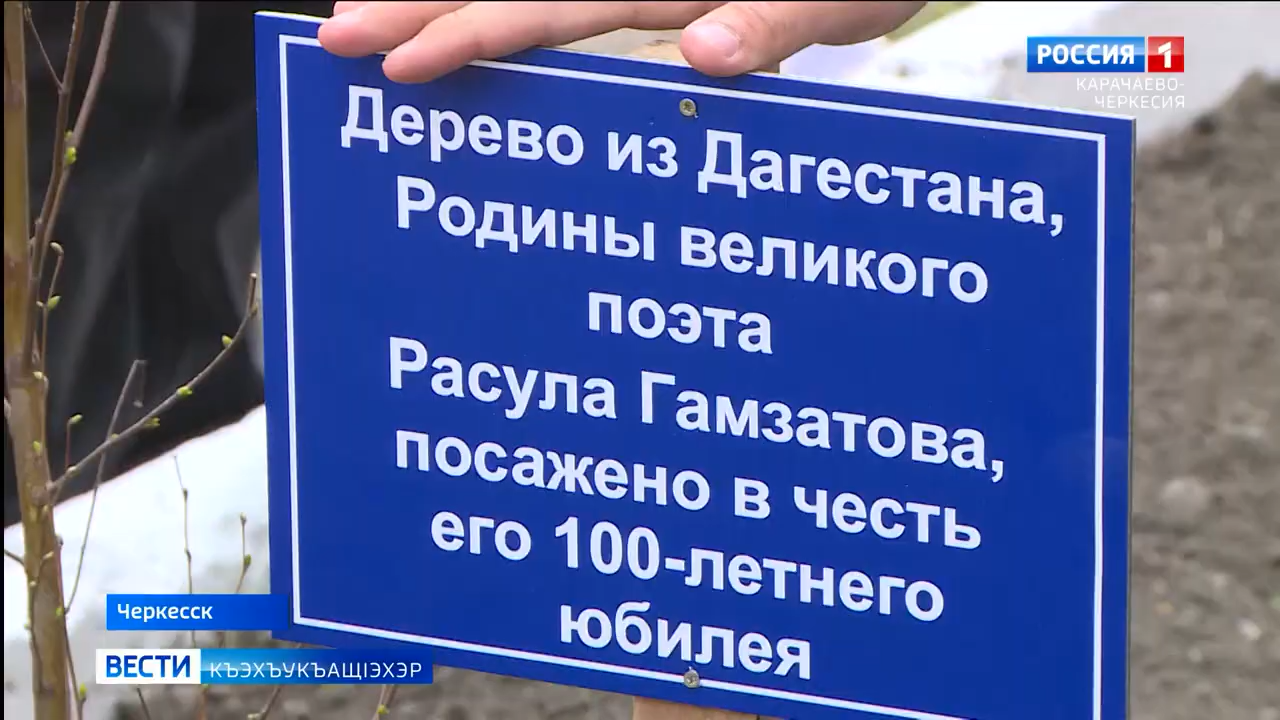 РОССИЯ 1
КАРАЧАЕВО-
ЧЕРКЕСИЯ
Дерево из Дагестана,
Родины великого
поэта
Расула Гамзатова,
посажено в честь
его 100-летнего
юбилея
Черкесск
ВЕСТИ КЪЭХЪУКЪАЩІЭХЭР